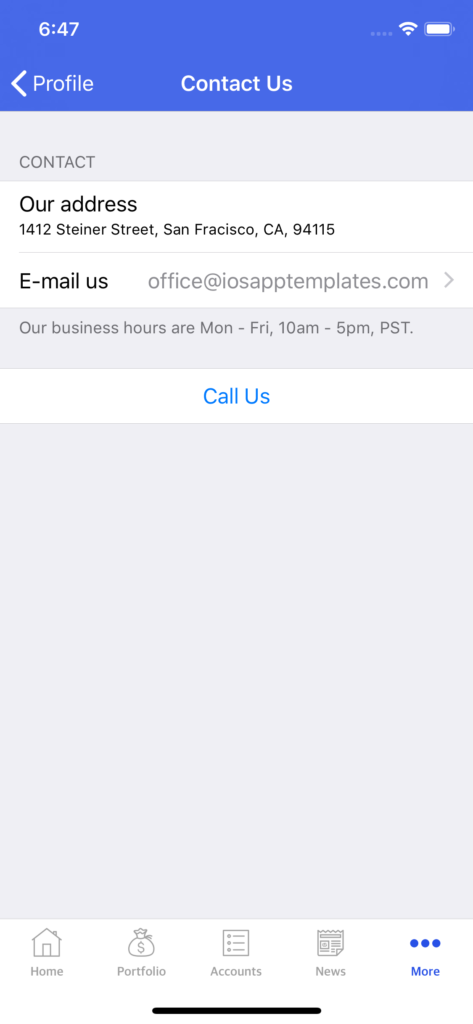 6:47
Profile
Contact Us
CONTACT
Our address
1412 Steiner Street, San Fracisco, CA, 94115
E-mail us office@iosapptemplates.com
Our business hours are Mon - Fri, 10am - 5pm, PST.
Call Us
Home Portfolio Accounts News More